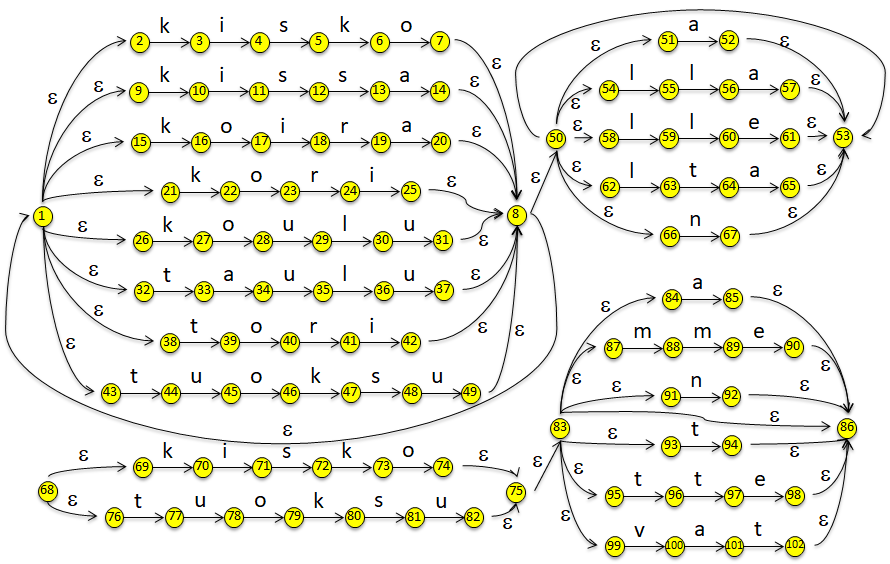 k i s k o
2 3 4 5 6 7
ε ε
k i s s a
ε ε 9 10 11 12 13 14 ε
k o i r a
ε 15 16 17 18 19 20 ε
k o r i
ε 21 22 23 24 25 ε
1 8
k o u l u
ε 26 27 28 29 30 31 ε
t a u l u
ε 32 33 34 35 36 37 ε
t o r i
ε 38 39 40 41 42 ε
t u o k s u
ε 43 44 45 46 47 48 49 ε
ε
k i s k o
ε 69 70 71 72 73 74 ε
68 75
t u o k s u
ε 76 77 78 79 80 81 82 ε
ε
a
ε 51 52 ε
l l a
ε 54 55 56 57 ε
l l e
50 ε 58 59 60 61 ε 53
l t a
ε 62 63 64 65 ε
n
ε 66 67 ε
a
ε 84 85 ε
m m e
ε 87 88 89 90 ε
n
ε 91 92 ε
83 ε 86
t
ε 93 94 ε
t t e
ε 95 96 97 98 ε
v a t
ε 99 100 101 102 ε
ε